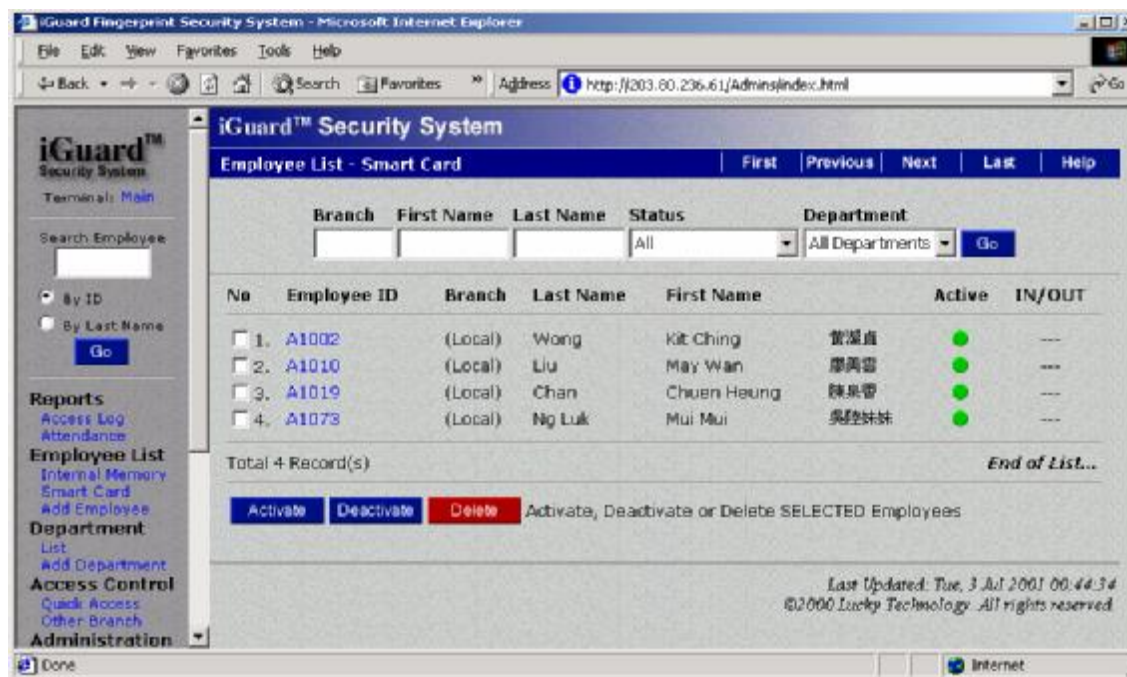 iGuard Fingerprint Security System - Microsoft Internet Explorer
File Edit View Favorites Tools Help
Back Search Favorites » Address http://203.80.236.61/Admins/index.html Go
iGuard™
Security System
Terminal: Main
Search Employee
By ID
By Last Name
Go
Reports
Access Log
Attendance
Employee List
Internal Memory
Smart Card
Add Employee
Department
List
Add Department
Access Control
Quick Access
Other Branch
Administration
iGuard™ Security System
Employee List - Smart Card First Previous Next Last Help
Branch First Name Last Name Status Department
All All Departments Go
No Employee ID Branch Last Name First Name Active IN/OUT
1. A1002 (Local) Wong Kit Ching ---
2. A1010 (Local) Liu May Wan 廖美雲 ---
3. A1019 (Local) Chan Chuen Heung ---
4. A1073 (Local) Ng Luk Mui Mui 吳陸妹妹 ---
Total 4 Record(s) End of List...
Activate Deactivate Delete Activate, Deactivate or Delete SELECTED Employees
Last Updated: Tue, 3 Jul 2001 00:44:34
©2000 Lucky Technology. All rights reserved.
Done Internet